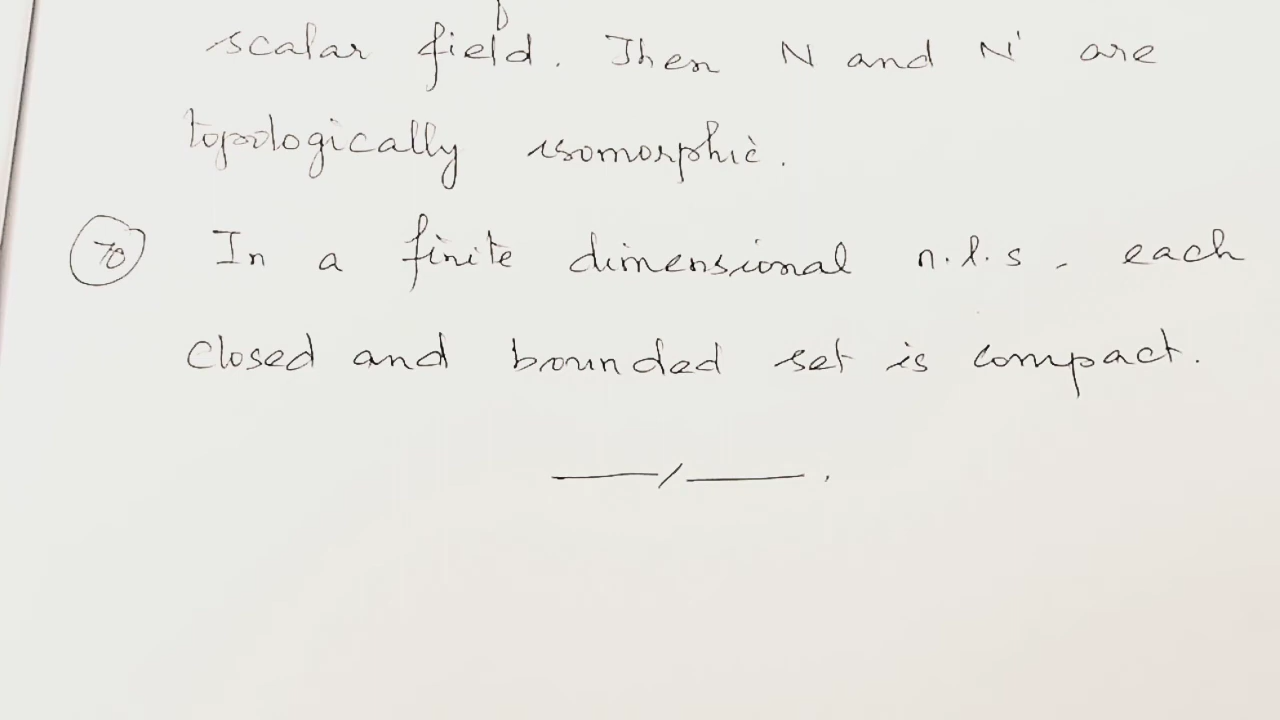 scalar field. Then N and N' are
topologically isomorphic.
70 In a finite dimensional n.l.s. each
closed and bounded set is compact.